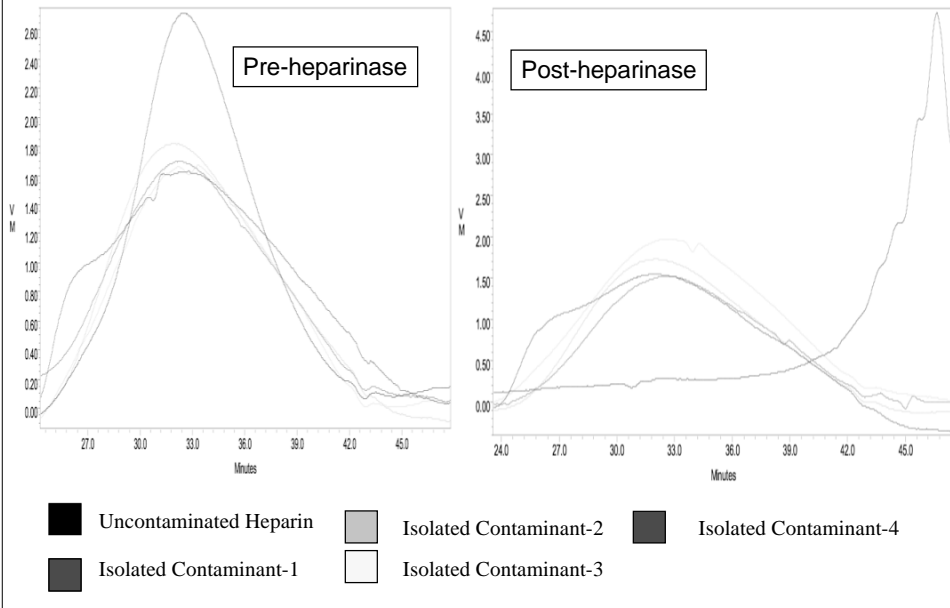 Pre-heparinase
2.60
2.40
2.20
2.00
1.80
1.60
1.40
1.20
1.00
0.80
0.60
0.40
0.20
0.00
V
M
27.0 30.0 33.0 36.0 39.0 42.0 45.0
Minutes
Post-heparinase
4.50
4.00
3.50
3.00
2.50
2.00
1.50
1.00
0.50
0.00
V
M
24.0 27.0 30.0 33.0 36.0 39.0 42.0 45.0
Minutes
Uncontaminated Heparin
Isolated Contaminant-2
Isolated Contaminant-4
Isolated Contaminant-1
Isolated Contaminant-3